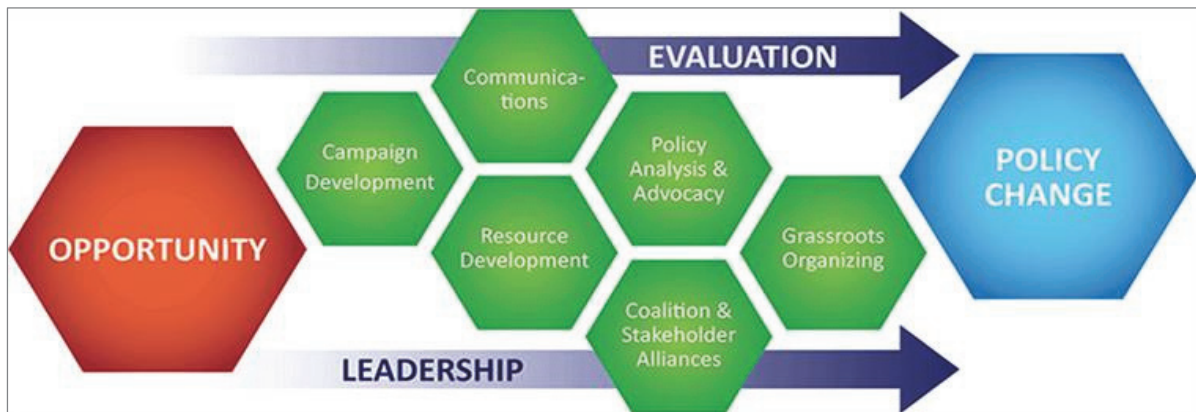 EVALUATION
Communica-
tions
Campaign
Development
Policy
Analysis &
Advocacy
POLICY
CHANGE
OPPORTUNITY
Resource
Development
Grassroots
Organizing
Coalition &
Stakeholder
Alliances
LEADERSHIP